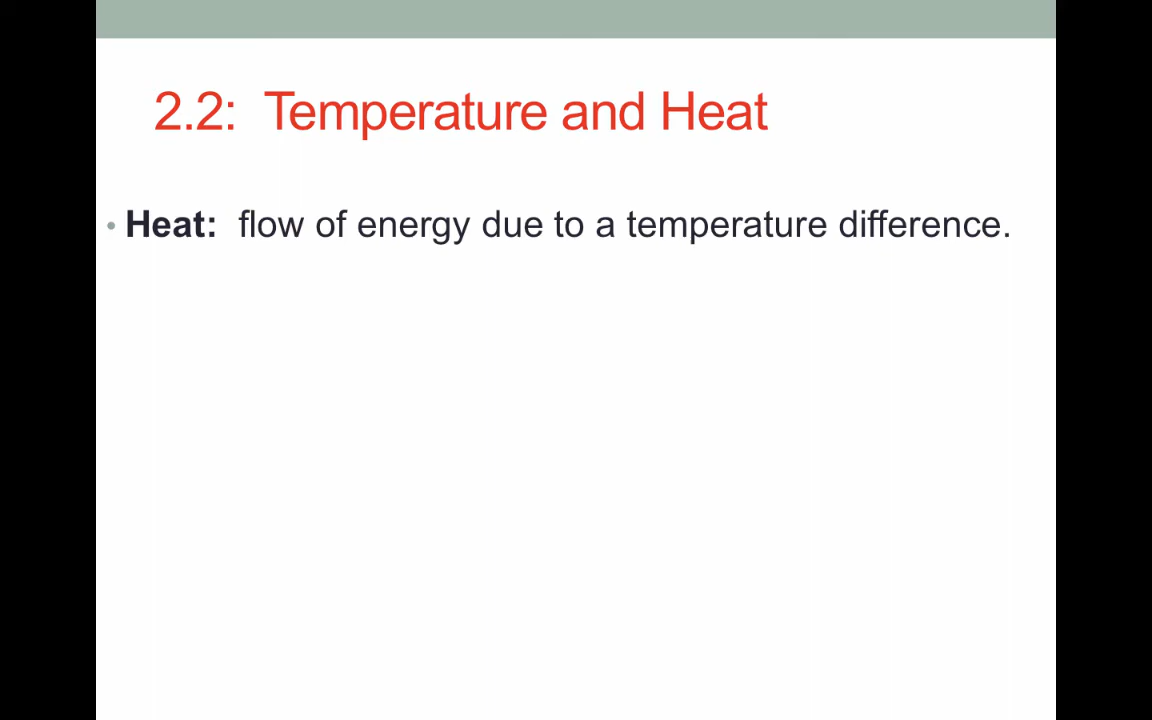 2.2: Temperature and Heat
• Heat: flow of energy due to a temperature difference.